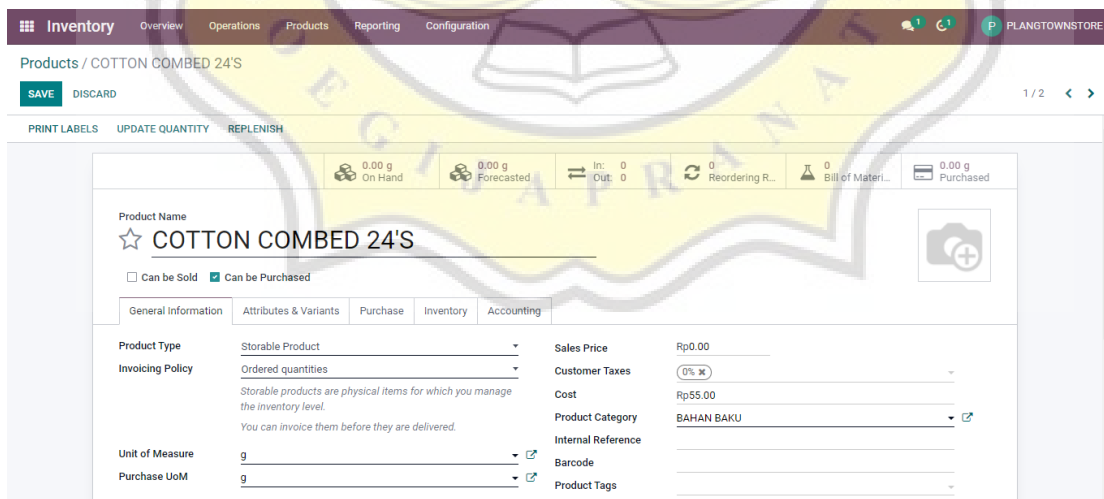 Inventory Overview Operations Products Reporting Configuration 1 1 P PLANGTOWNSTORE
Products / COTTON COMBED 24'S
SAVE DISCARD 1 / 2
PRINT LABELS UPDATE QUANTITY REPLENISH
0.00 g On Hand
0.00 g Forecasted
In: 0
Out: 0
0 Reordering R...
0 Bill of Materi...
0.00 g Purchased
Product Name
COTTON COMBED 24'S
Can be Sold Can be Purchased
General Information Attributes & Variants Purchase Inventory Accounting
Product Type Storable Product
Invoicing Policy Ordered quantities
Storable products are physical items for which you manage
the inventory level.
You can invoice them before they are delivered.
Unit of Measure g
Purchase UoM g
Sales Price Rp0.00
Customer Taxes 0% ×
Cost Rp55.00
Product Category BAHAN BAKU
Internal Reference
Barcode
Product Tags
OEGIJAPRANAT